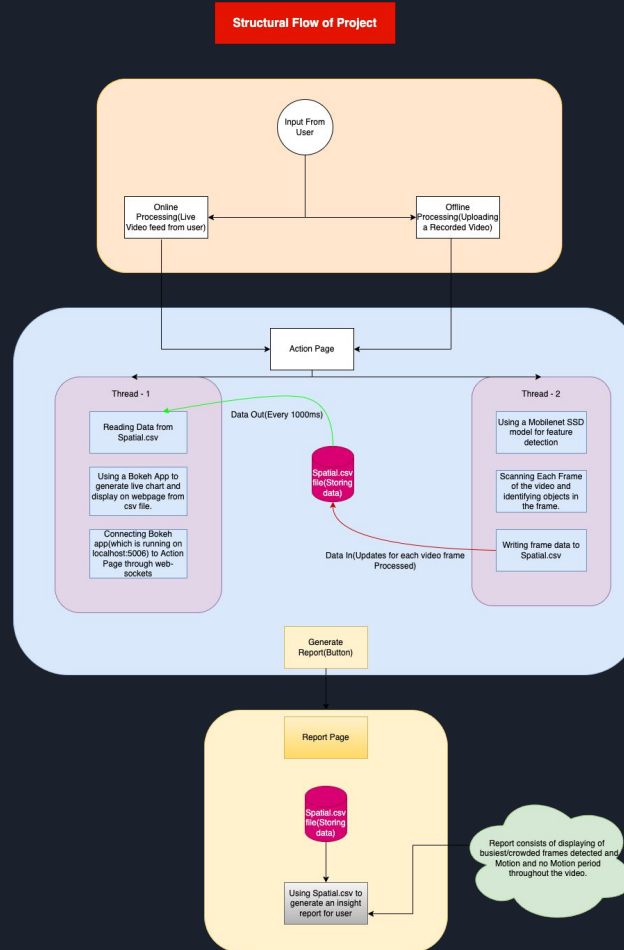 Structural Flow of Project
Input From
User
Online
Processing(Live
Video feed from user)
Offline
Processing(Uploading
a Recorded Video)
Action Page
Thread - 1
Reading Data from
Spatial.csv
Using a Bokeh App to
generate live chart and
display on webpage from
csv file.
Connecting Bokeh
app(which is running on
localhost:5006) to Action
Page through web-
sockets
Data Out(Every 1000ms)
Spatial.csv
file(Storing
data)
Data In(Updates for each video frame
Processed)
Thread - 2
Using a Mobilenet SSD
model for feature
detection
Scanning Each Frame
of the video and
identifying objects in
the frame.
Writing frame data to
Spatial.csv
Generate
Report(Button)
Report Page
Spatial.csv
file(Storing
data)
Using Spatial.csv to
generate an insight
report for user
Report consists of displaying of
busiest/crowded frames detected and
Motion and no Motion period
throughout the video.